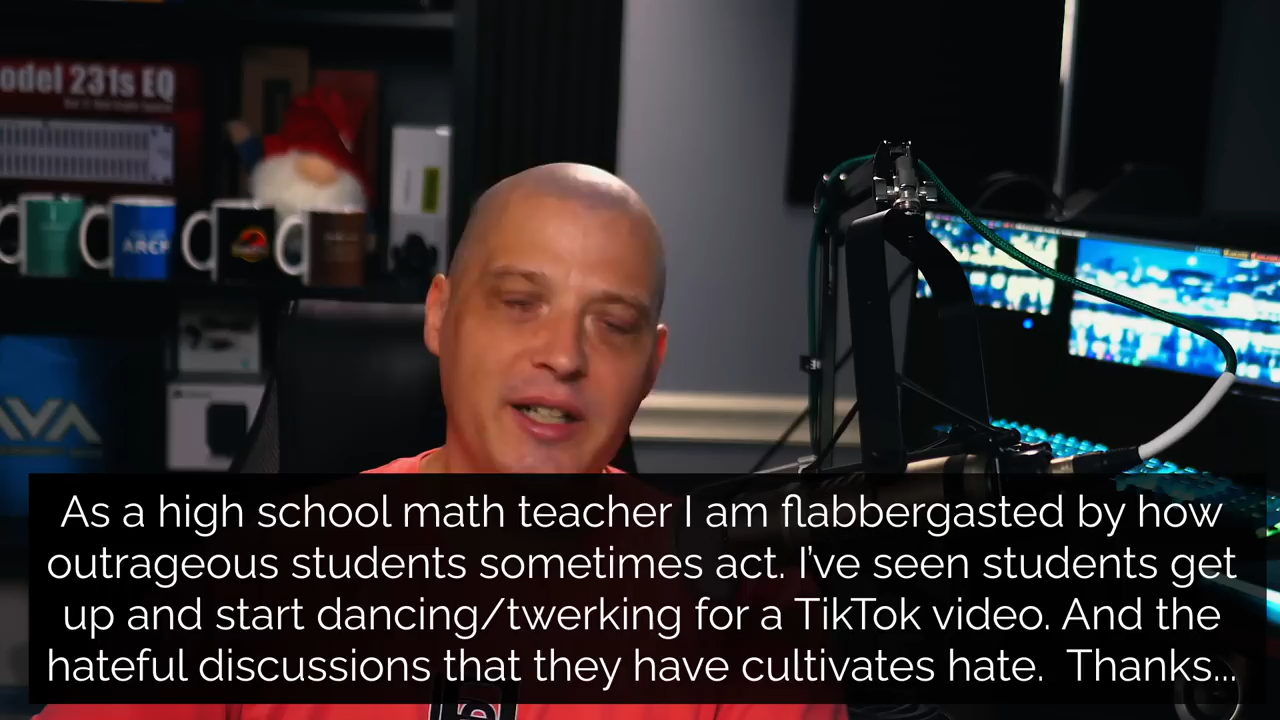 odel 231s EQ
ARCH
AVA
As a high school math teacher I am flabbergasted by how
outrageous students sometimes act. I've seen students get
up and start dancing/twerking for a TikTok video. And the
hateful discussions that they have cultivates hate.  Thanks...